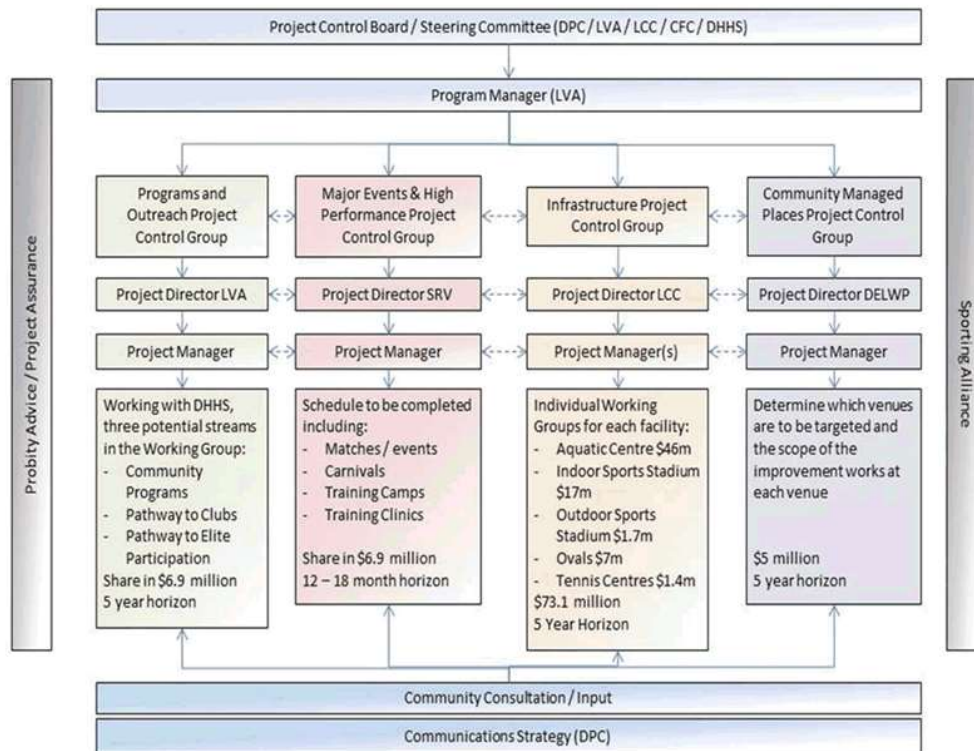 Project Control Board / Steering Committee (DPC / LVA / LCC / CFC / DHHS)
Program Manager (LVA)
Probity Advice / Project Assurance
Sporting Alliance
Programs and
Outreach Project
Control Group
Major Events & High
Performance Project
Control Group
Infrastructure Project
Control Group
Community Managed
Places Project Control
Group
Project Director LVA
Project Director SRV
Project Director LCC
Project Director DELWP
Project Manager
Project Manager
Project Manager(s)
Project Manager
Working with DHHS,
three potential streams
in the Working Group:
- Community
Programs
- Pathway to Clubs
- Pathway to Elite
Participation
Share in $6.9 million
5 year horizon
Schedule to be completed
including:
- Matches / events
- Carnivals
- Training Camps
- Training Clinics
Share in $6.9 million
12 – 18 month horizon
Individual Working
Groups for each facility:
- Aquatic Centre $46m
- Indoor Sports Stadium
$17m
- Outdoor Sports
Stadium $1.7m
- Ovals $7m
- Tennis Centres $1.4m
$73.1 million
5 Year Horizon
Determine which venues
are to be targeted and
the scope of the
improvement works at
each venue
$5 million
5 year horizon
Community Consultation / Input
Communications Strategy (DPC)